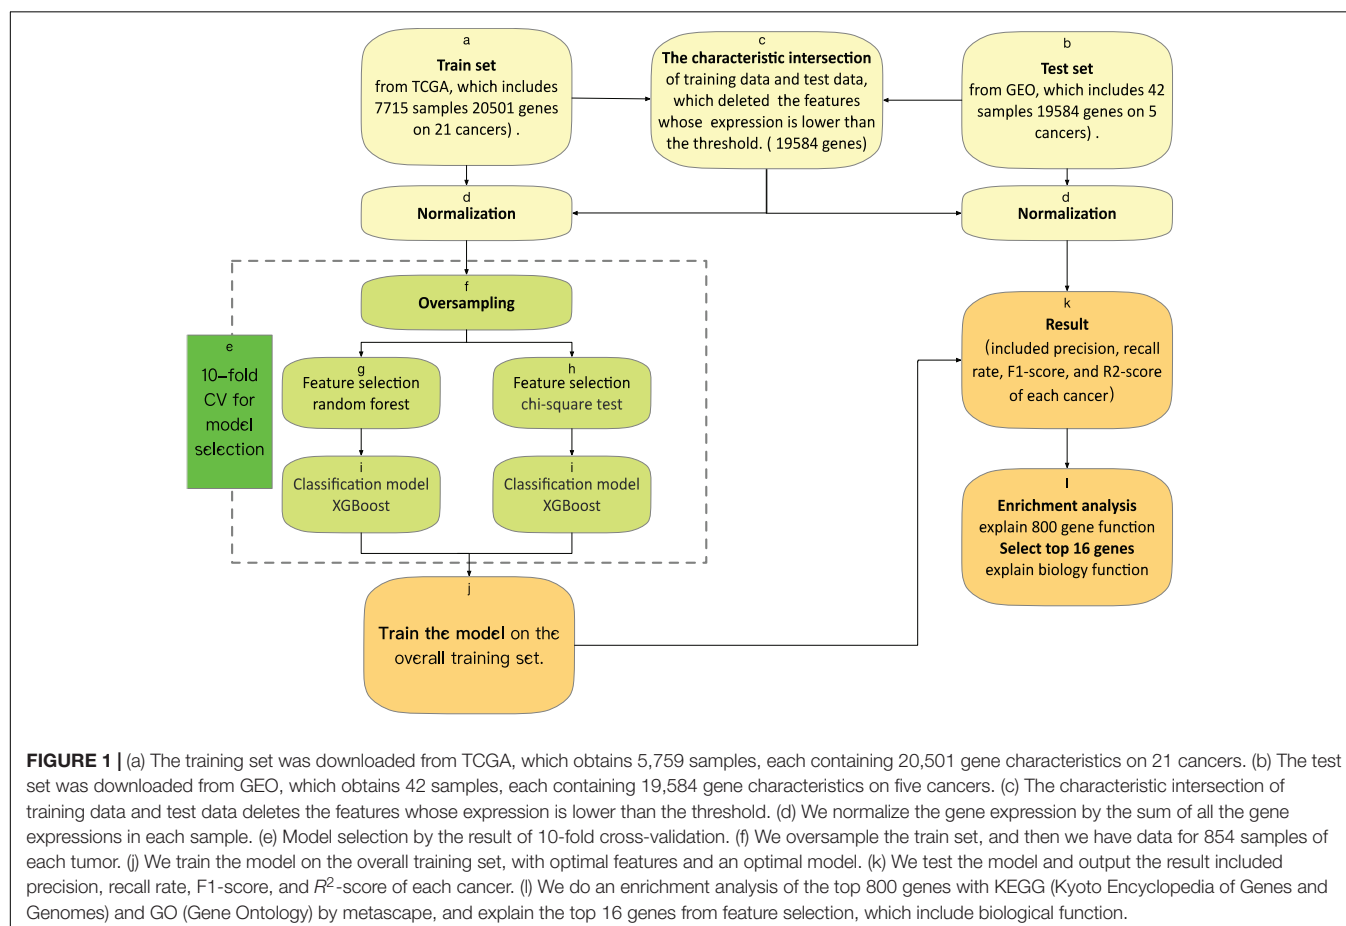 a
Train set
from TCGA, which includes
7715 samples 20501 genes
on 21 cancers) .
c
The characteristic intersection
of training data and test data,
which deleted the features
whose expression is lower than
the threshold. ( 19584 genes)
b
Test set
from GEO, which includes 42
samples 19584 genes on 5
cancers) .
d
Normalization
d
Normalization
f
Oversampling
e
10-fold
CV for
model
selection
g
Feature selection
random forest
h
Feature selection
chi-square test
i
Classification model
XGBoost
i
Classification model
XGBoost
j
Train the model on the
overall training set.
k
Result
(included precision, recall
rate, F1-score, and R2-score
of each cancer)
l
Enrichment analysis
explain 800 gene function
Select top 16 genes
explain biology function
FIGURE 1 | (a) The training set was downloaded from TCGA, which obtains 5,759 samples, each containing 20,501 gene characteristics on 21 cancers. (b) The test
set was downloaded from GEO, which obtains 42 samples, each containing 19,584 gene characteristics on five cancers. (c) The characteristic intersection of
training data and test data deletes the features whose expression is lower than the threshold. (d) We normalize the gene expression by the sum of all the gene
expressions in each sample. (e) Model selection by the result of 10-fold cross-validation. (f) We oversample the train set, and then we have data for 854 samples of
each tumor. (j) We train the model on the overall training set, with optimal features and an optimal model. (k) We test the model and output the result included
precision, recall rate, F1-score, and R²-score of each cancer. (l) We do an enrichment analysis of the top 800 genes with KEGG (Kyoto Encyclopedia of Genes and
Genomes) and GO (Gene Ontology) by metascape, and explain the top 16 genes from feature selection, which include biological function.